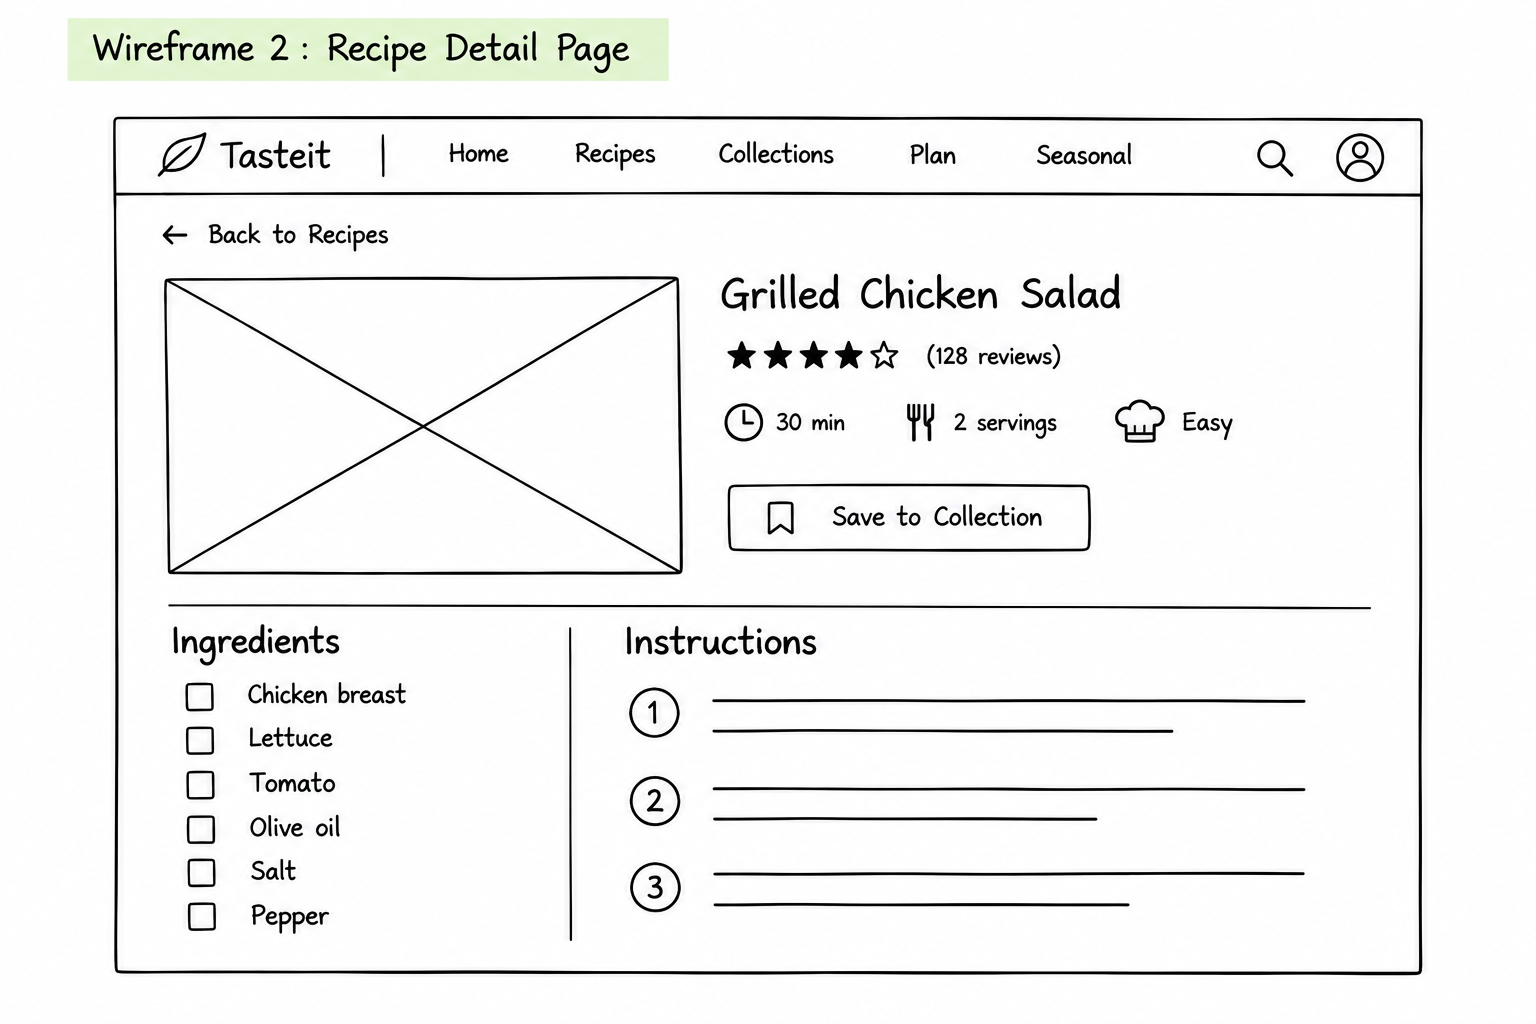 Wireframe 2 : Recipe Detail Page
Tasteit Home Recipes Collections Plan Seasonal
Back to Recipes
Grilled Chicken Salad
(128 reviews)
30 min 2 servings Easy
Save to Collection
Ingredients
Chicken breast
Lettuce
Tomato
Olive oil
Salt
Pepper
Instructions
1
2
3